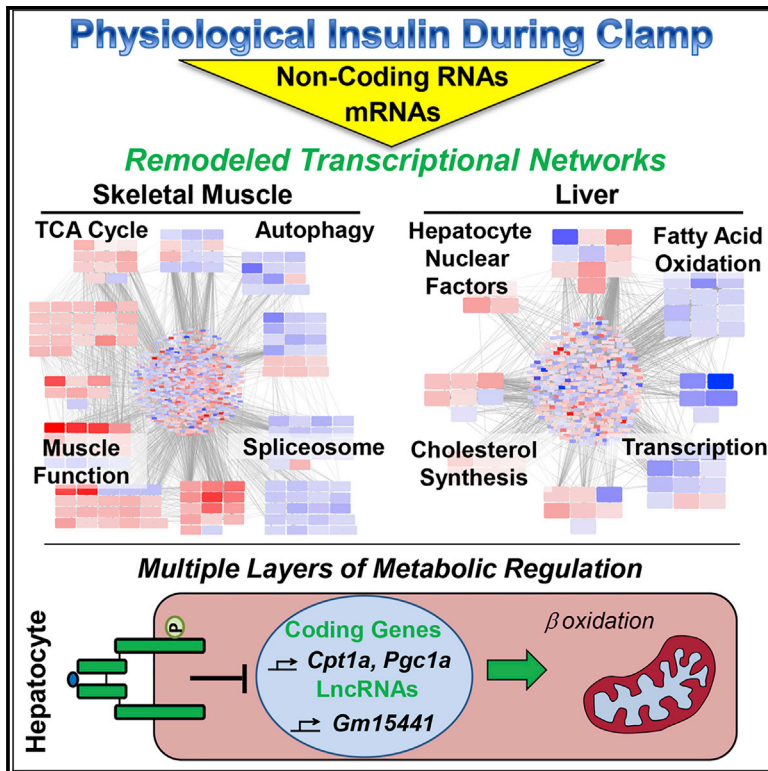 Physiological Insulin During Clamp
Non-Coding RNAs
mRNAs
Remodeled Transcriptional Networks
Skeletal Muscle
Liver
TCA Cycle
Autophagy
Muscle
Function
Spliceosome
Hepatocyte
Nuclear
Factors
Fatty Acid
Oxidation
Cholesterol
Synthesis
Transcription
Multiple Layers of Metabolic Regulation
Hepatocyte
P
Coding Genes
Cpt1a, Pgc1a
LncRNAs
Gm15441
β oxidation